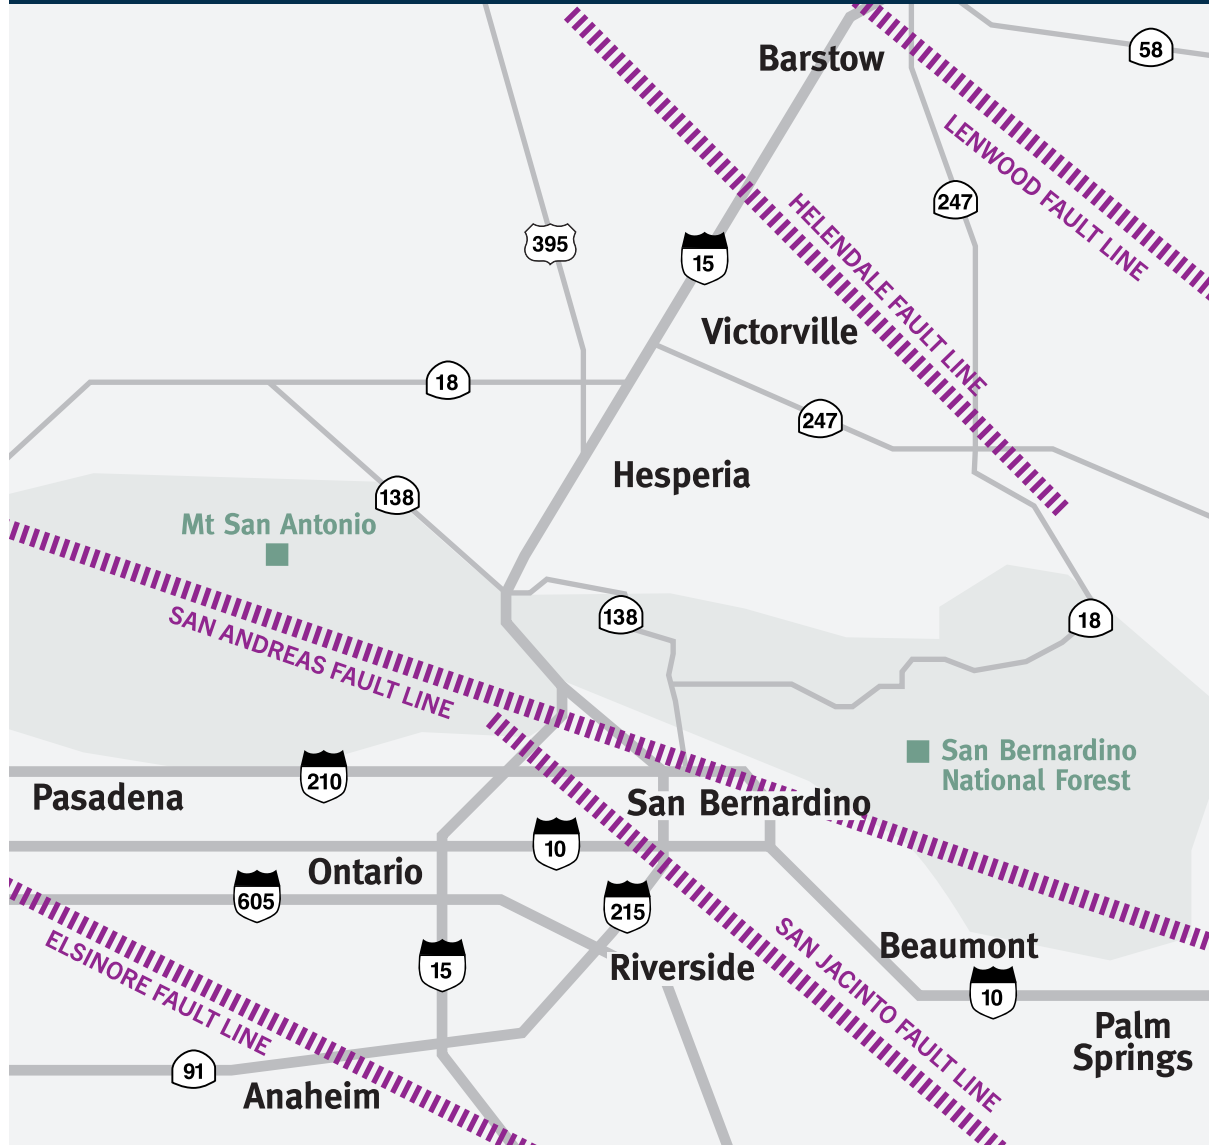 Barstow
58
LENWOOD FAULT LINE
247
HELENDALE FAULT LINE
395
15
Victorville
18
247
Hesperia
138
Mt San Antonio
138
18
SAN ANDREAS FAULT LINE
San Bernardino
National Forest
210
Pasadena
San Bernardino
10
Ontario
605
215
SAN JACINTO FAULT LINE
Beaumont
ELSINORE FAULT LINE
15
Riverside
10
Palm
Springs
91
Anaheim